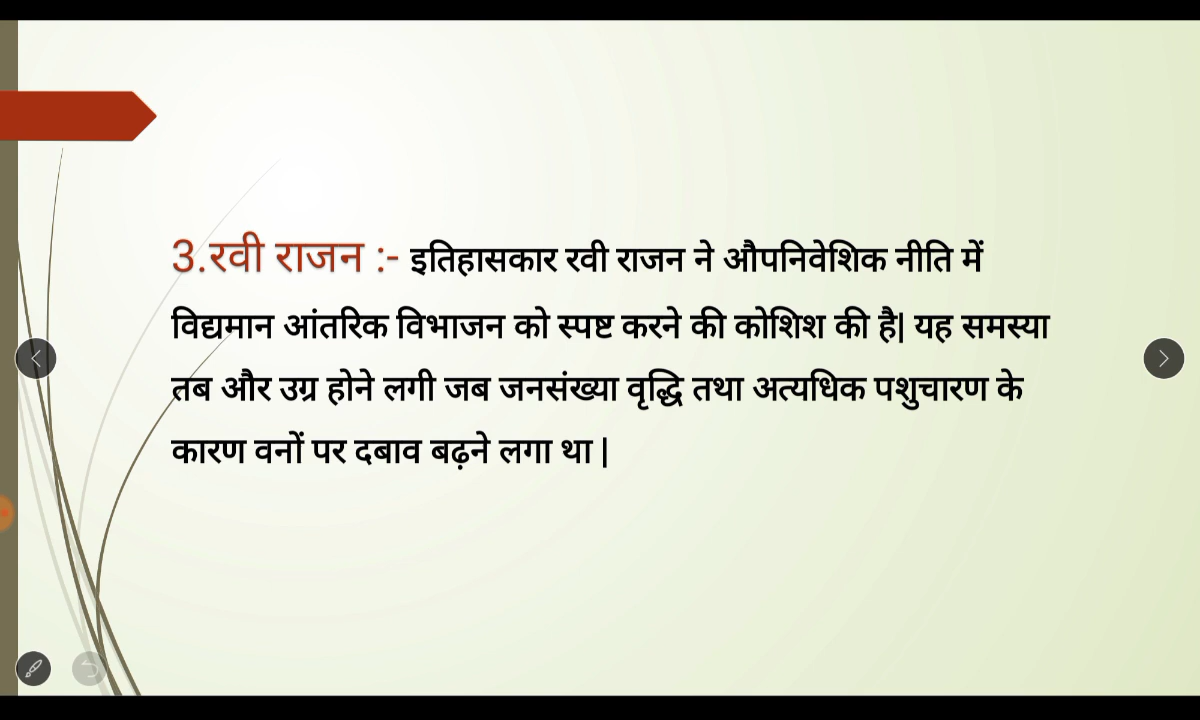 3.रवी राजन :- इतिहासकार रवी राजन ने औपनिवेशिक नीति में
विद्यमान आंतरिक विभाजन को स्पष्ट करने की कोशिश की है| यह समस्या
तब और उग्र होने लगी जब जनसंख्या वृद्धि तथा अत्यधिक पशुचारण के
कारण वनों पर दबाव बढ़ने लगा था |